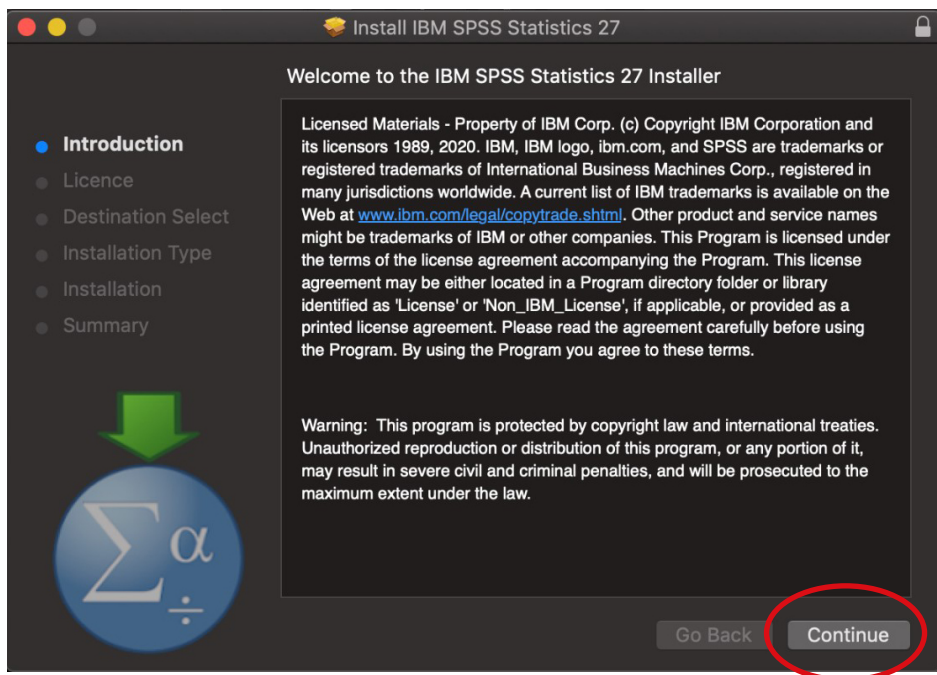 Install IBM SPSS Statistics 27
Welcome to the IBM SPSS Statistics 27 Installer
Introduction
Licence
Destination Select
Installation Type
Installation
Summary
Licensed Materials - Property of IBM Corp. (c) Copyright IBM Corporation and
its licensors 1989, 2020. IBM, IBM logo, ibm.com, and SPSS are trademarks or
registered trademarks of International Business Machines Corp., registered in
many jurisdictions worldwide. A current list of IBM trademarks is available on the
Web at www.ibm.com/legal/copytrade.shtml. Other product and service names
might be trademarks of IBM or other companies. This Program is licensed under
the terms of the license agreement accompanying the Program. This license
agreement may be either located in a Program directory folder or library
identified as 'License' or 'Non_IBM_License', if applicable, or provided as a
printed license agreement. Please read the agreement carefully before using
the Program. By using the Program you agree to these terms.
Warning:  This program is protected by copyright law and international treaties.
Unauthorized reproduction or distribution of this program, or any portion of it,
may result in severe civil and criminal penalties, and will be prosecuted to the
maximum extent under the law.
Σ α
÷
Go Back
Continue